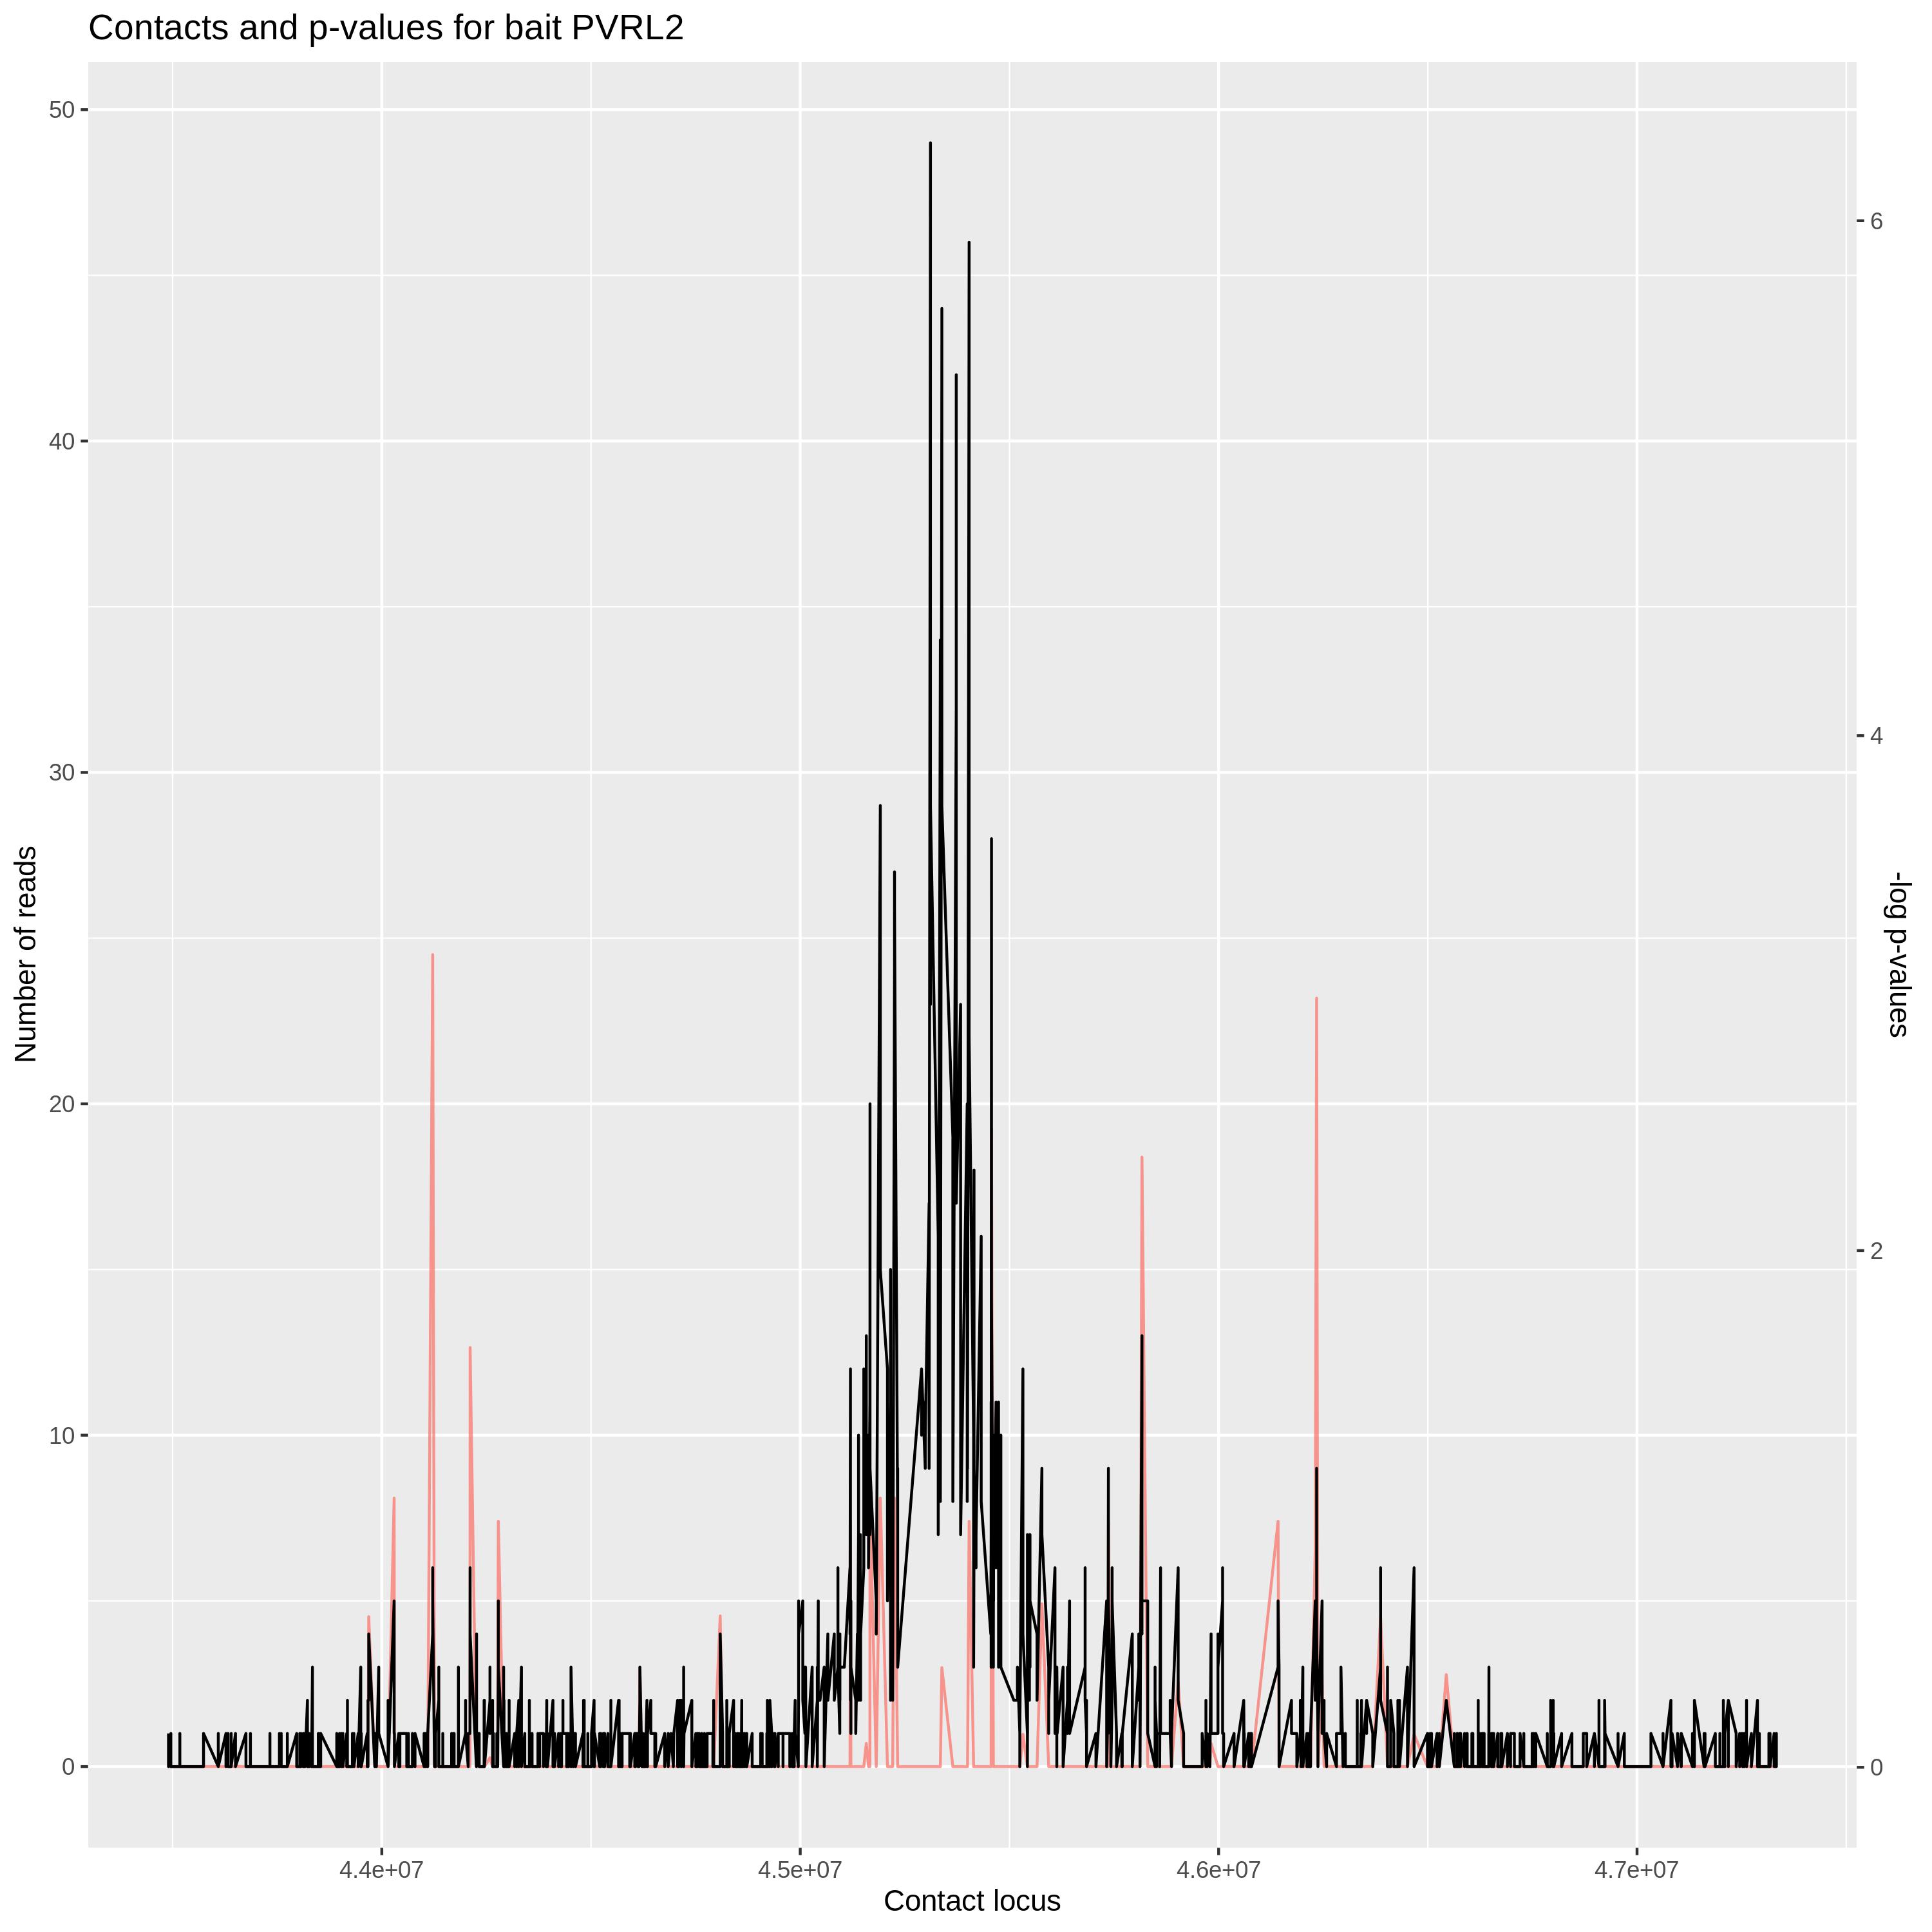 Contacts and p-values for bait PVRL2
50
40
30
20
10
0
Number of reads
6
4
2
0
-log p-values
4.4e+07
4.5e+07
4.6e+07
4.7e+07
Contact locus